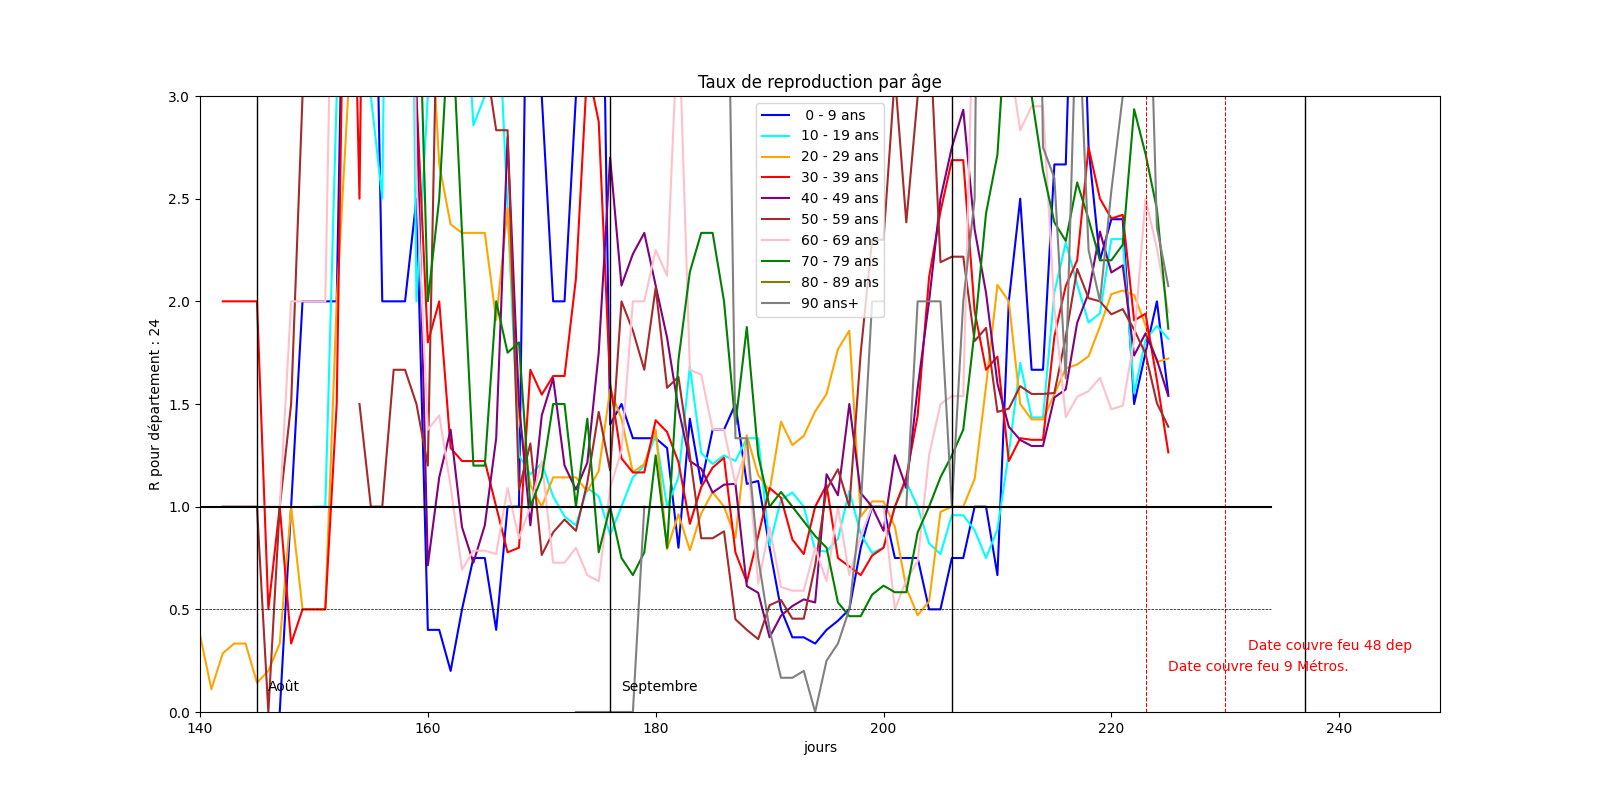 Taux de reproduction par âge
3.0
2.5
2.0
1.5
1.0
0.5
0.0
R pour département : 24
0 - 9 ans
10 - 19 ans
20 - 29 ans
30 - 39 ans
40 - 49 ans
50 - 59 ans
60 - 69 ans
70 - 79 ans
80 - 89 ans
90 ans+
Date couvre feu 48 dep
Date couvre feu 9 Métros.
Août
Septembre
140
160
180
200
220
240
jours